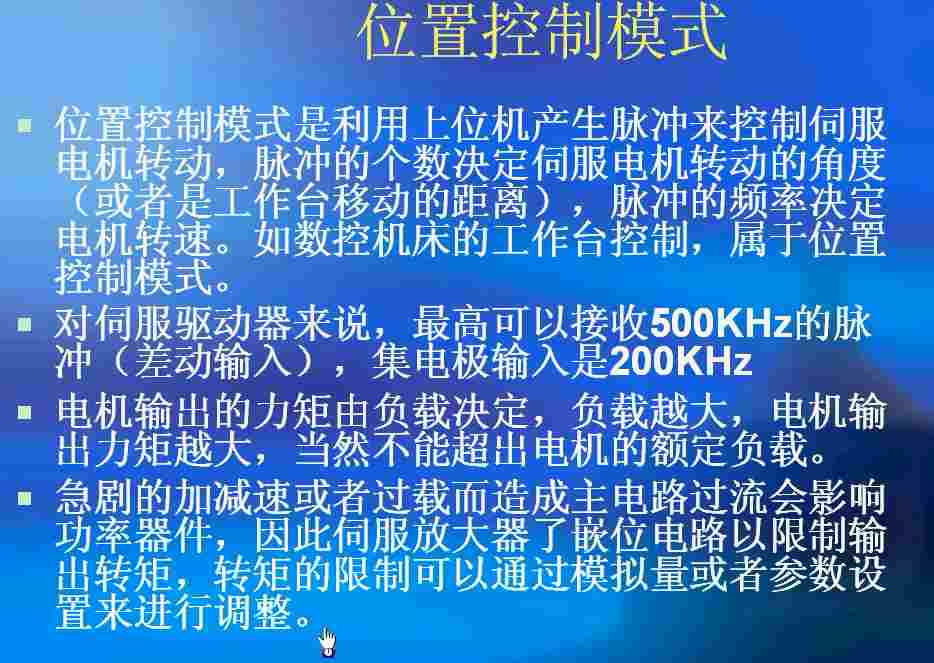 位置控制模式
位置控制模式是利用上位机产生脉冲来控制伺服
电机转动，脉冲的个数决定伺服电机转动的角度
（或者是工作台移动的距离），脉冲的频率决定
电机转速。如数控机床的工作台控制，属于位置
控制模式。
对伺服驱动器来说，最高可以接收500KHz的脉
冲（差动输入），集电极输入是200KHz
电机输出的力矩由负载决定，负载越大，电机输
出力矩越大，当然不能超出电机的额定负载。
急剧的加减速或者过载而造成主电路过流会影响
功率器件，因此伺服放大器了嵌位电路以限制输
出转矩，转矩的限制可以通过模拟量或者参数设
置来进行调整。